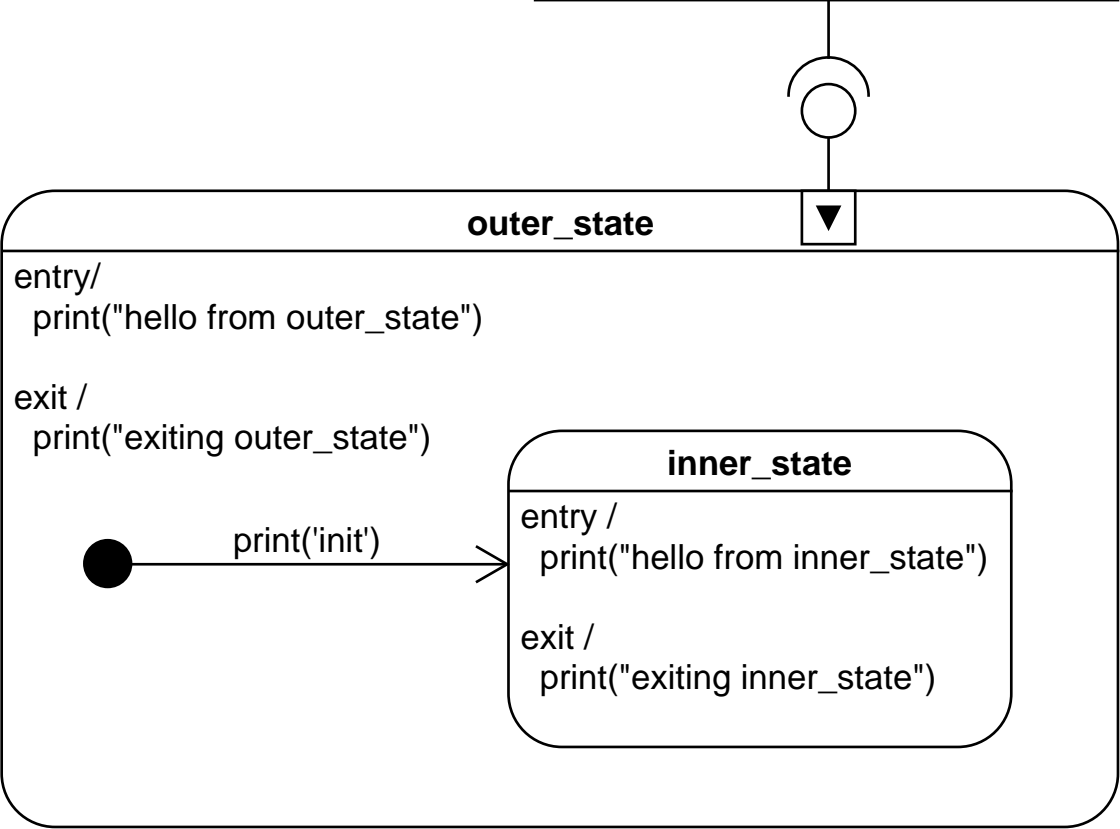 outer_state
entry/
print("hello from outer_state")
exit /
print("exiting outer_state")
inner_state
entry /
print("hello from inner_state")
exit /
print("exiting inner_state")
print('init')